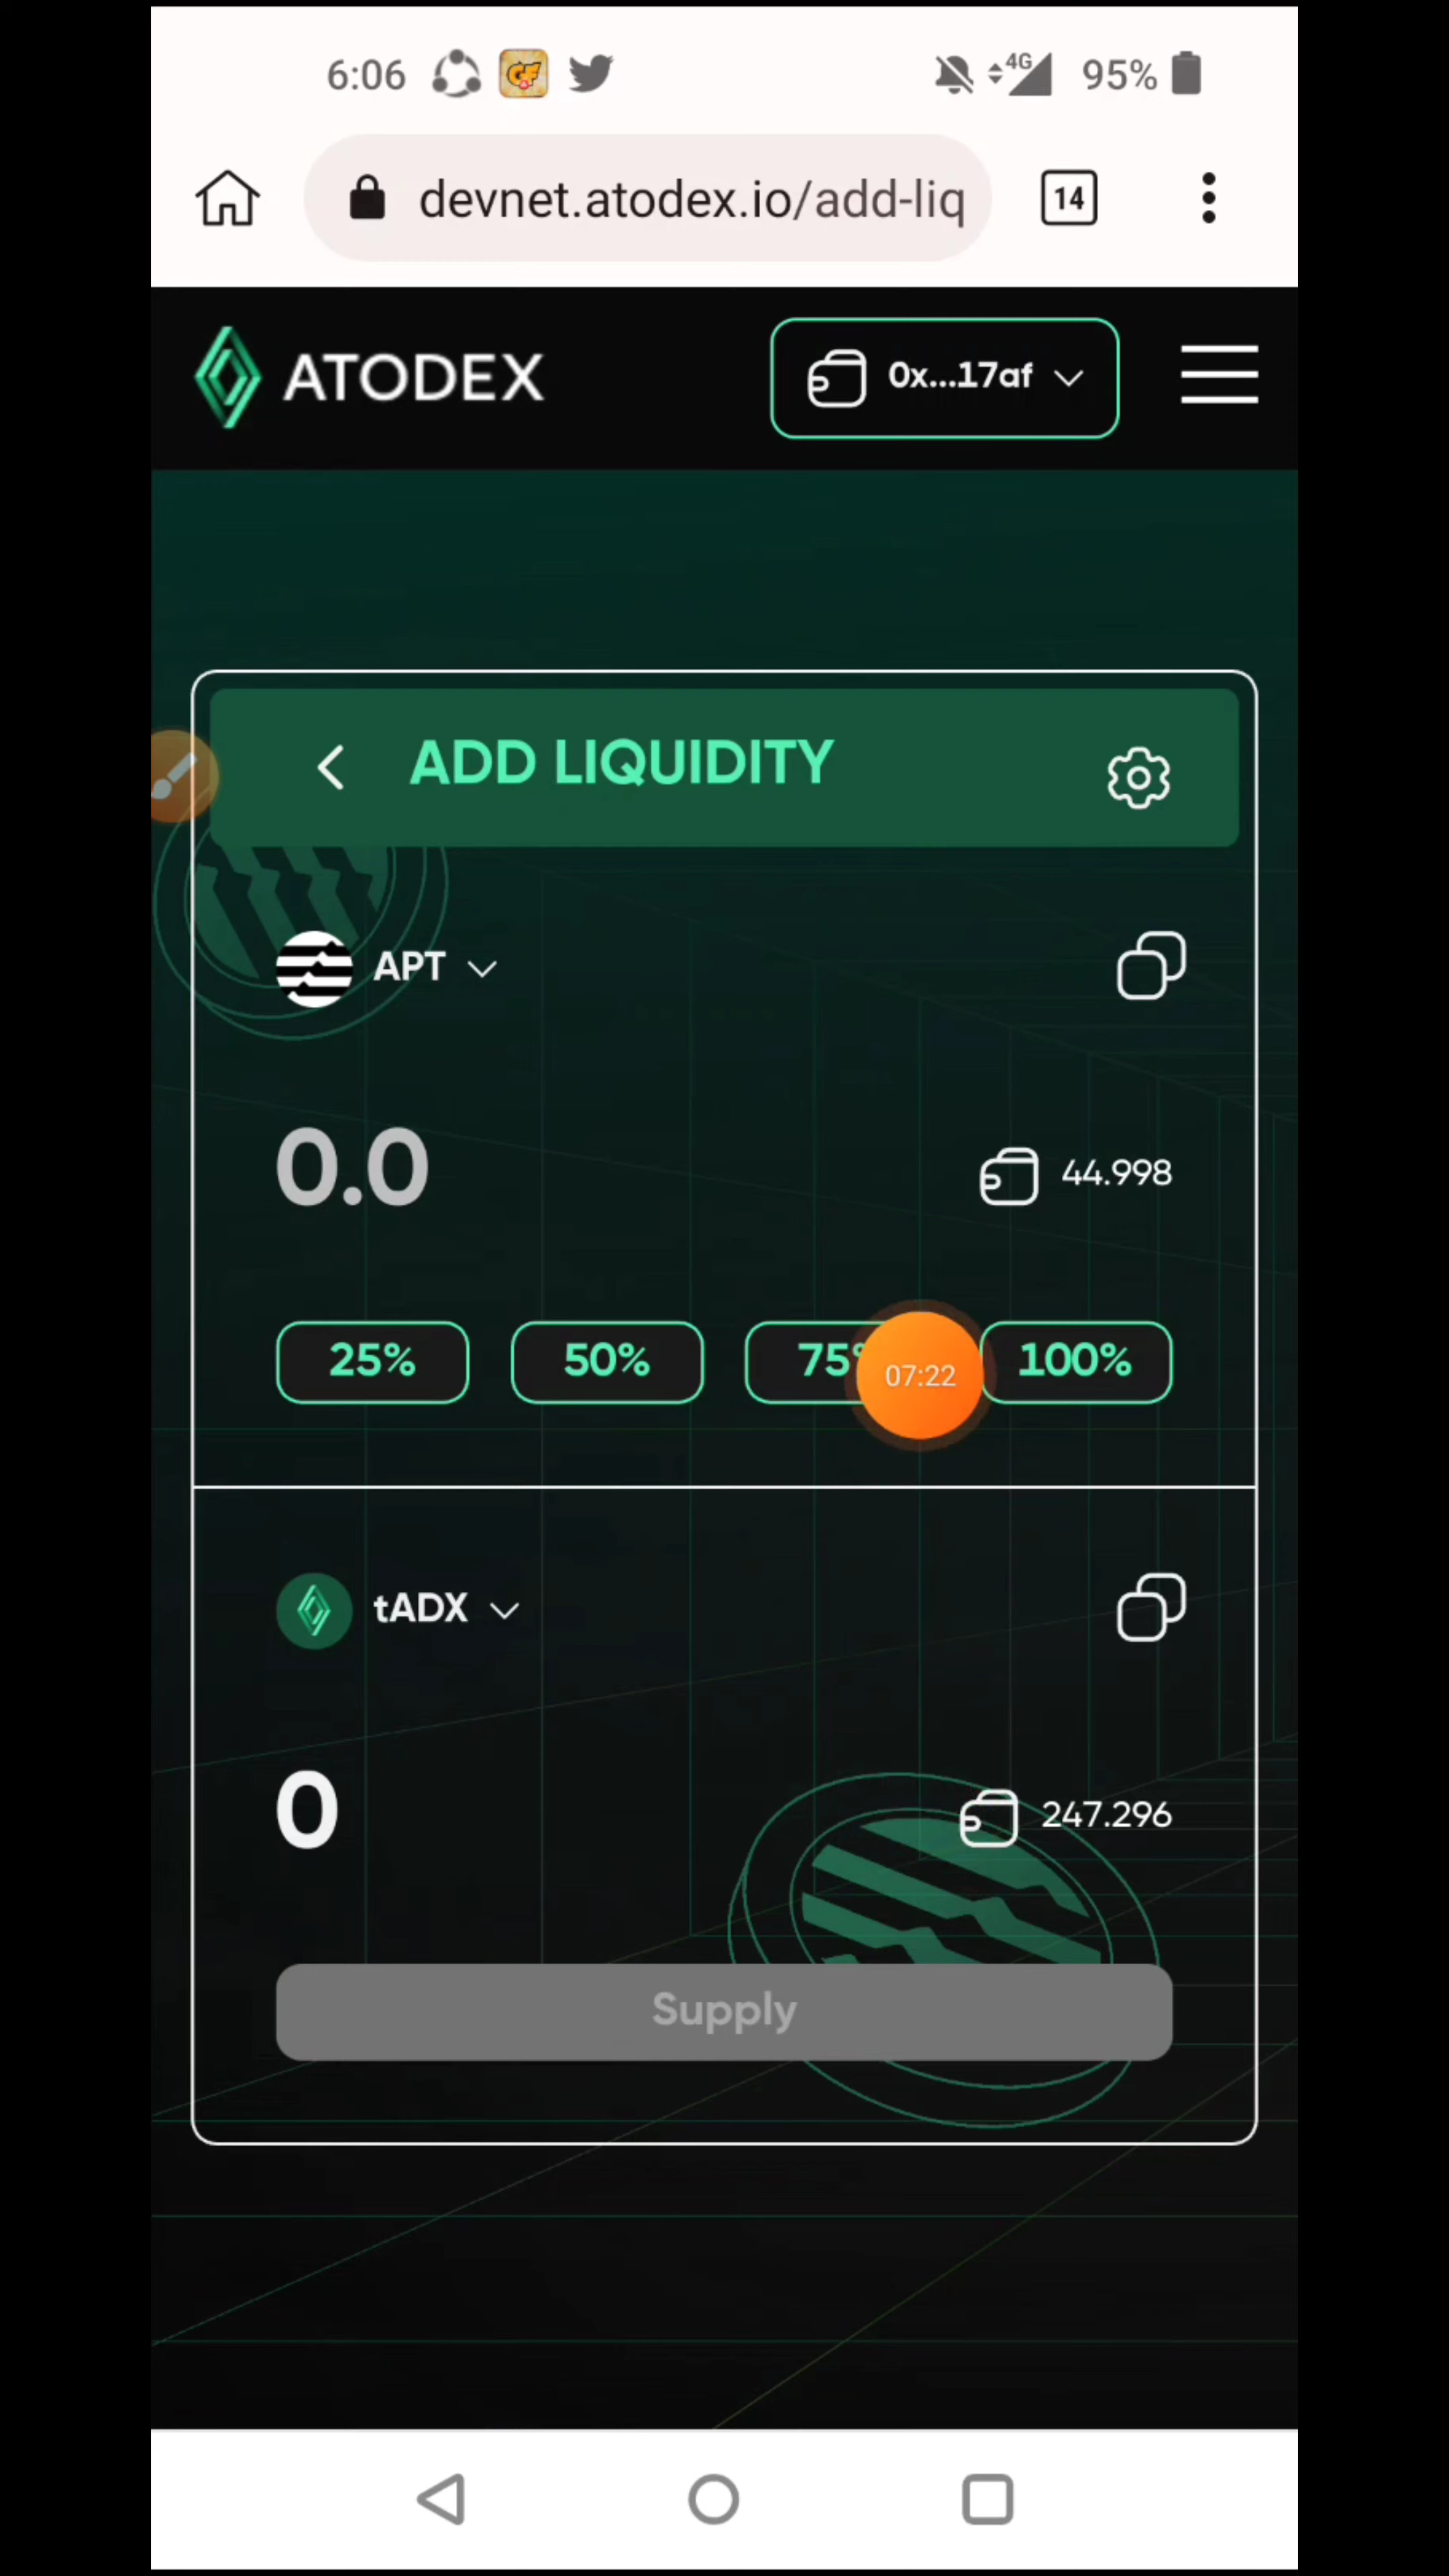 6:06 4G 95%
devnet.atodex.io/add-liq 14
ATODEX 0x...17af
ADD LIQUIDITY
APT
0.0 44.998
25% 50% 75% 07:22 100%
tADX
0 247.296
Supply